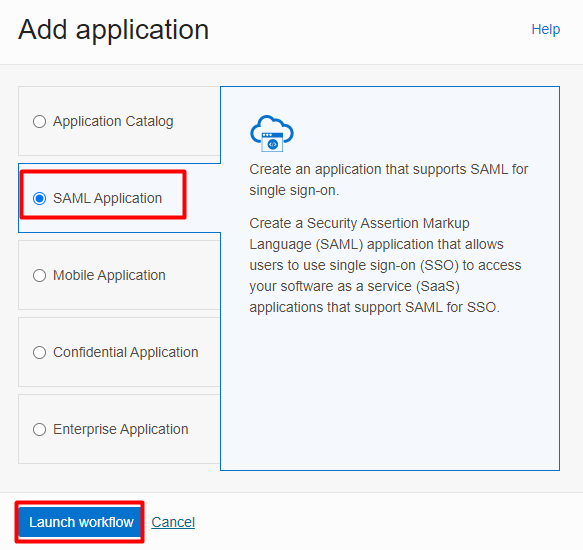 Add application
Help
Application Catalog
SAML Application
Mobile Application
Confidential Application
Enterprise Application
Create an application that supports SAML for
single sign-on.
Create a Security Assertion Markup
Language (SAML) application that allows
users to use single sign-on (SSO) to access
your software as a service (SaaS)
applications that support SAML for SSO.
Launch workflow
Cancel